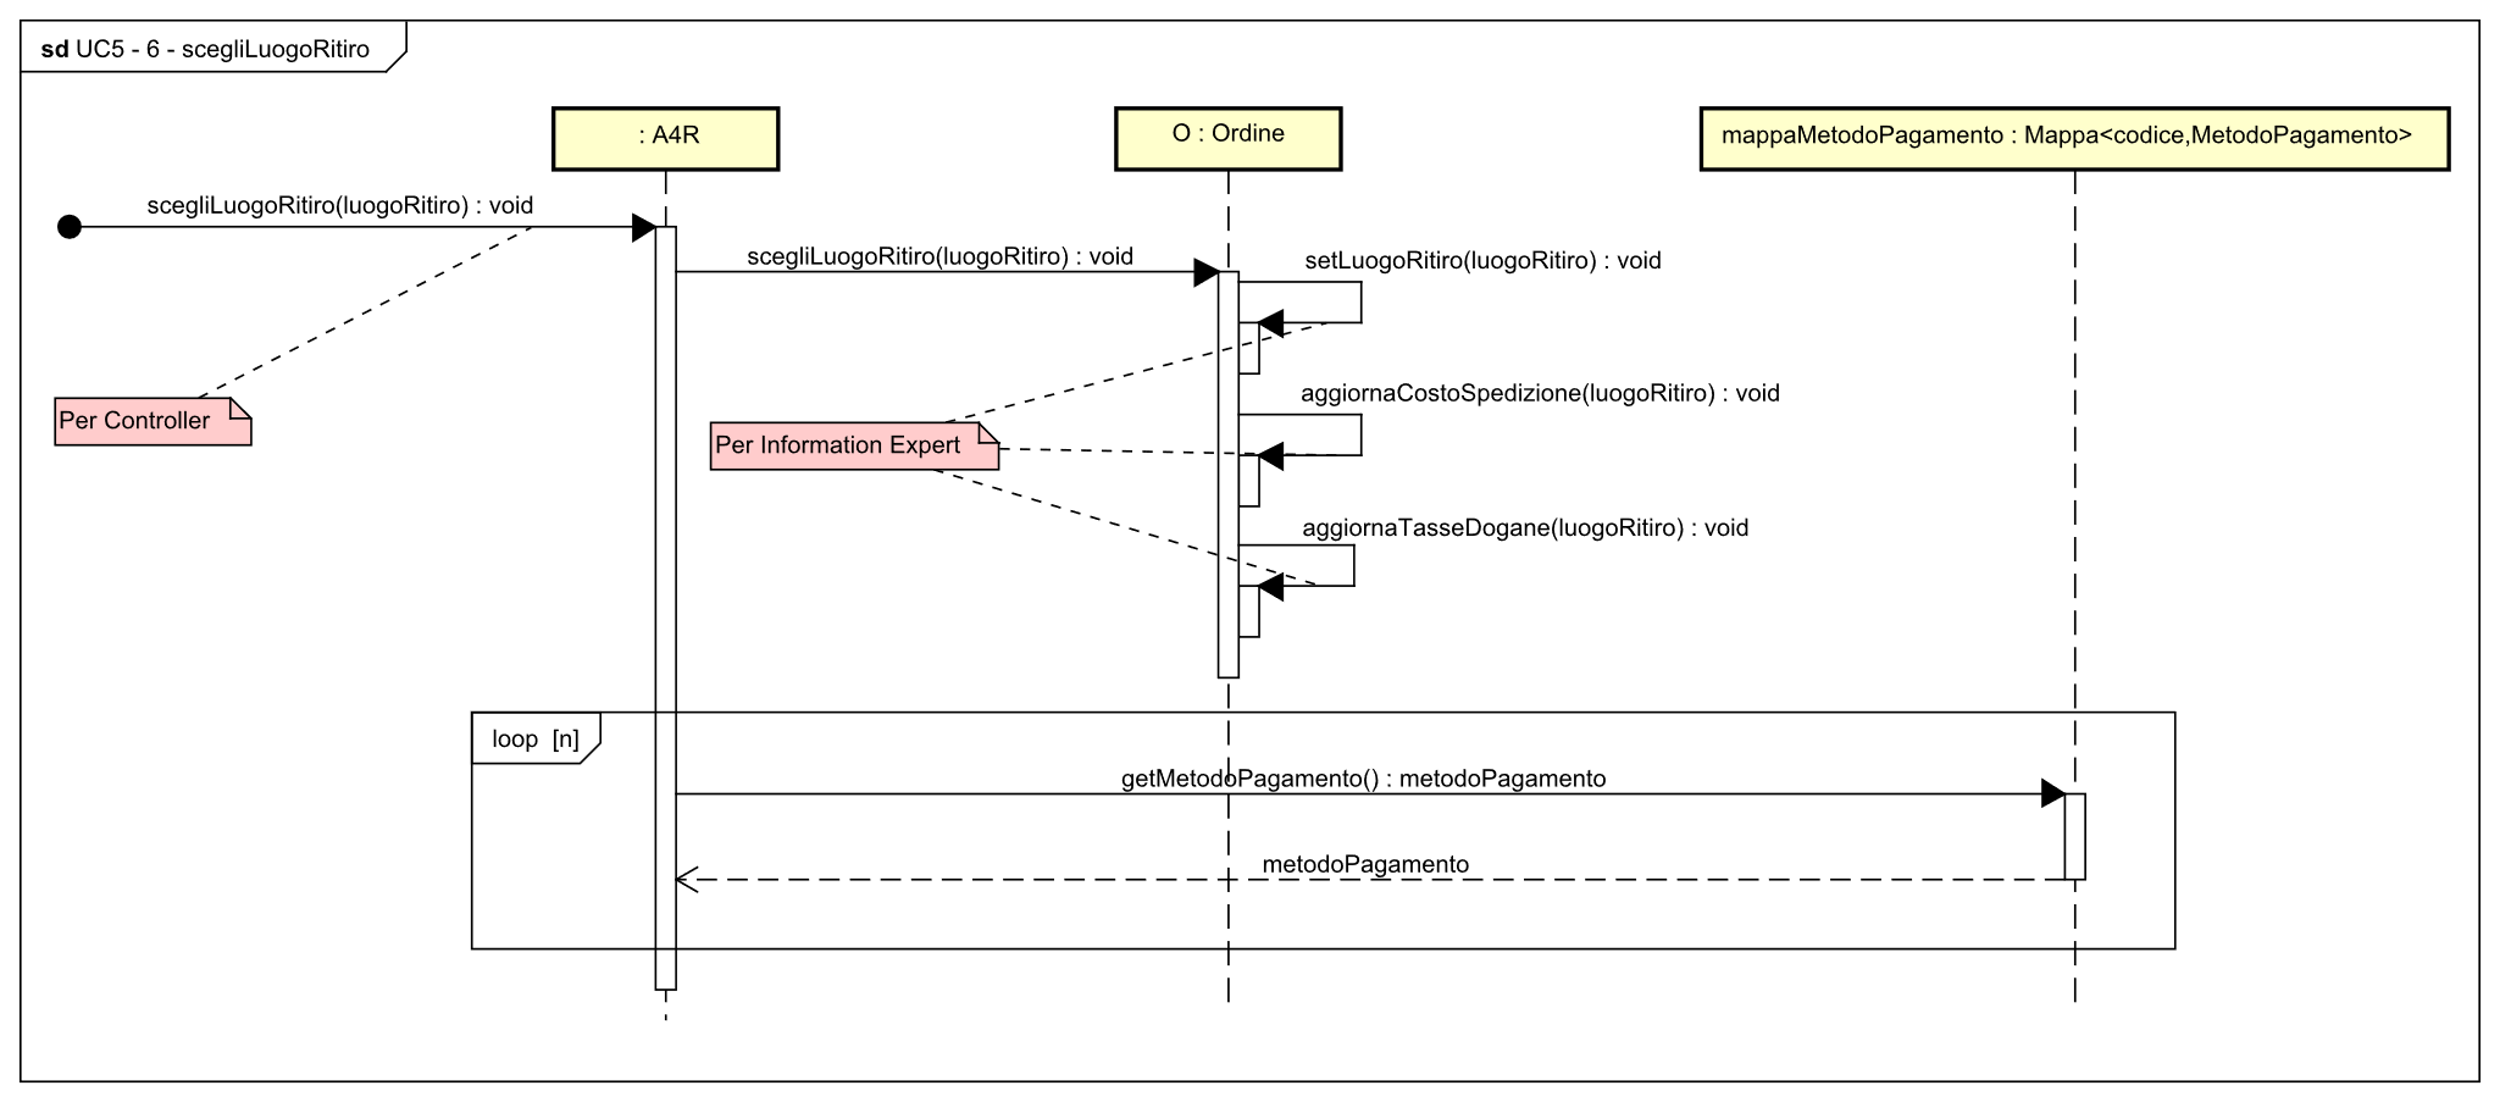 sd UC5 - 6 - scegliLuogoRitiro
: A4R
O : Ordine
mappaMetodoPagamento : Mappa<codice,MetodoPagamento>
scegliLuogoRitiro(luogoRitiro) : void
scegliLuogoRitiro(luogoRitiro) : void
setLuogoRitiro(luogoRitiro) : void
aggiornaCostoSpedizione(luogoRitiro) : void
Per Controller
Per Information Expert
aggiornaTasseDogane(luogoRitiro) : void
loop [n]
getMetodoPagamento() : metodoPagamento
metodoPagamento